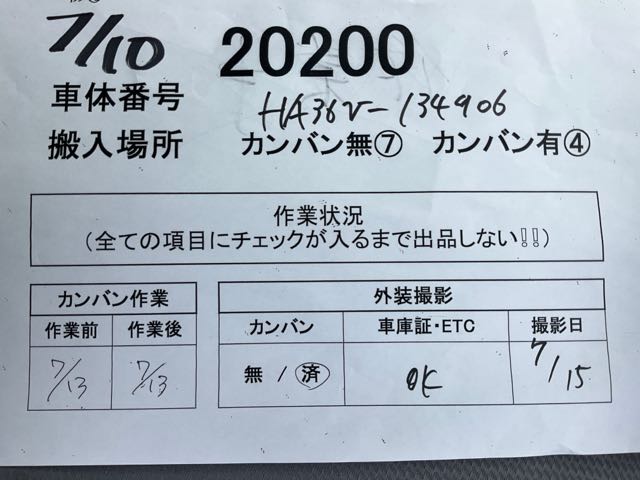 7/10 20200
車体番号 HA36V-134906
搬入場所 カンバン無⑦ カンバン有④
作業状況
(全ての項目にチェックが入るまで出品しない!!)
カンバン作業
作業前 作業後
7/13 7/13
外装撮影
カンバン 車庫証・ETC 撮影日
無 / 済 OK 7/15